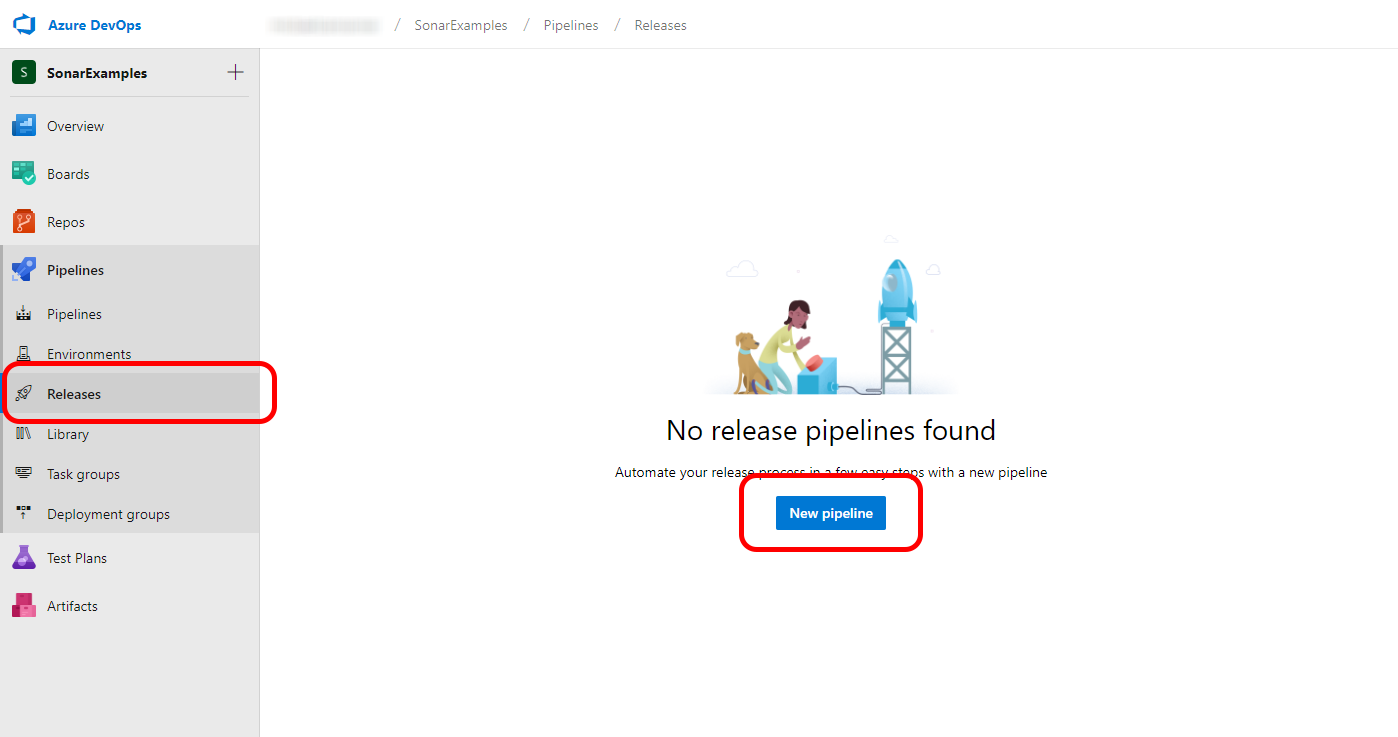 Azure DevOps / SonarExamples / Pipelines / Releases
S SonarExamples
Overview
Boards
Repos
Pipelines
Pipelines
Environments
Releases
Library
Task groups
Deployment groups
Test Plans
Artifacts
No release pipelines found
Automate your release process in a few easy steps with a new pipeline
New pipeline